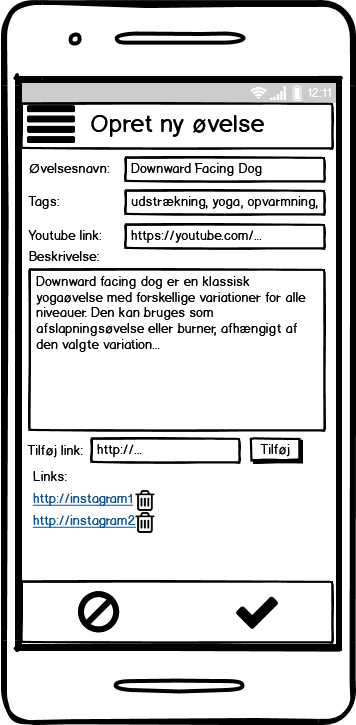 12:11
Opret ny øvelse
Øvelsesnavn: Downward Facing Dog
Tags: udstrækning, yoga, opvarmning,
Youtube link: https://youtube.com/...
Beskrivelse:
Downward facing dog er en klassisk
yogaøvelse med forskellige variationer for alle
niveauer. Den kan bruges som
afslapningsøvelse eller burner, afhængigt af
den valgte variation...
Tilføj link: http://... Tilføj
Links:
http://instagram1
http://instagram2